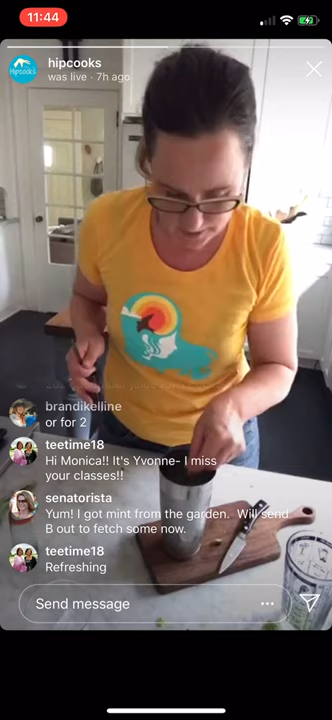 11:44
hipcooks
was live · 7h ago
Hipcooks
brandikelline
or for 2
teetime18
Hi Monica!! It's Yvonne- I miss
your classes!!
senatorista
Yum! I got mint from the garden. Will send
B out to fetch some now.
teetime18
Refreshing
Send message